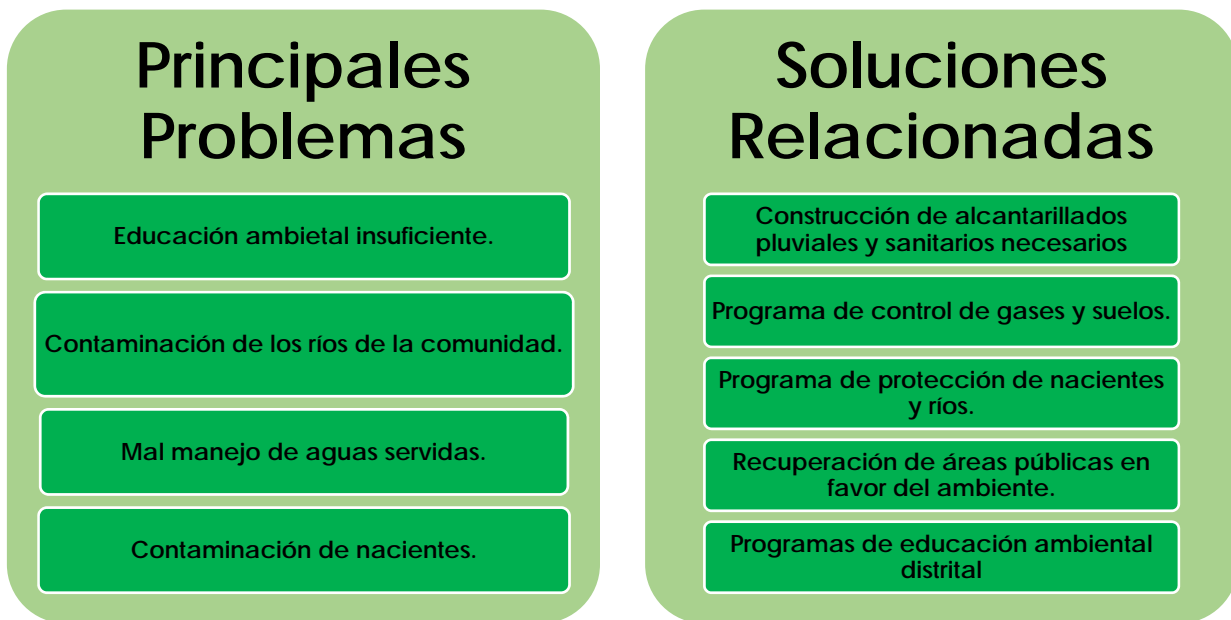 Principales
Problemas
Educación ambietal insuficiente.
Contaminación de los ríos de la comunidad.
Mal manejo de aguas servidas.
Contaminación de nacientes.
Soluciones
Relacionadas
Construcción de alcantarillados
pluviales y sanitarios necesarios
Programa de control de gases y suelos.
Programa de protección de nacientes
y ríos.
Recuperación de áreas públicas en
favor del ambiente.
Programas de educación ambiental
distrital